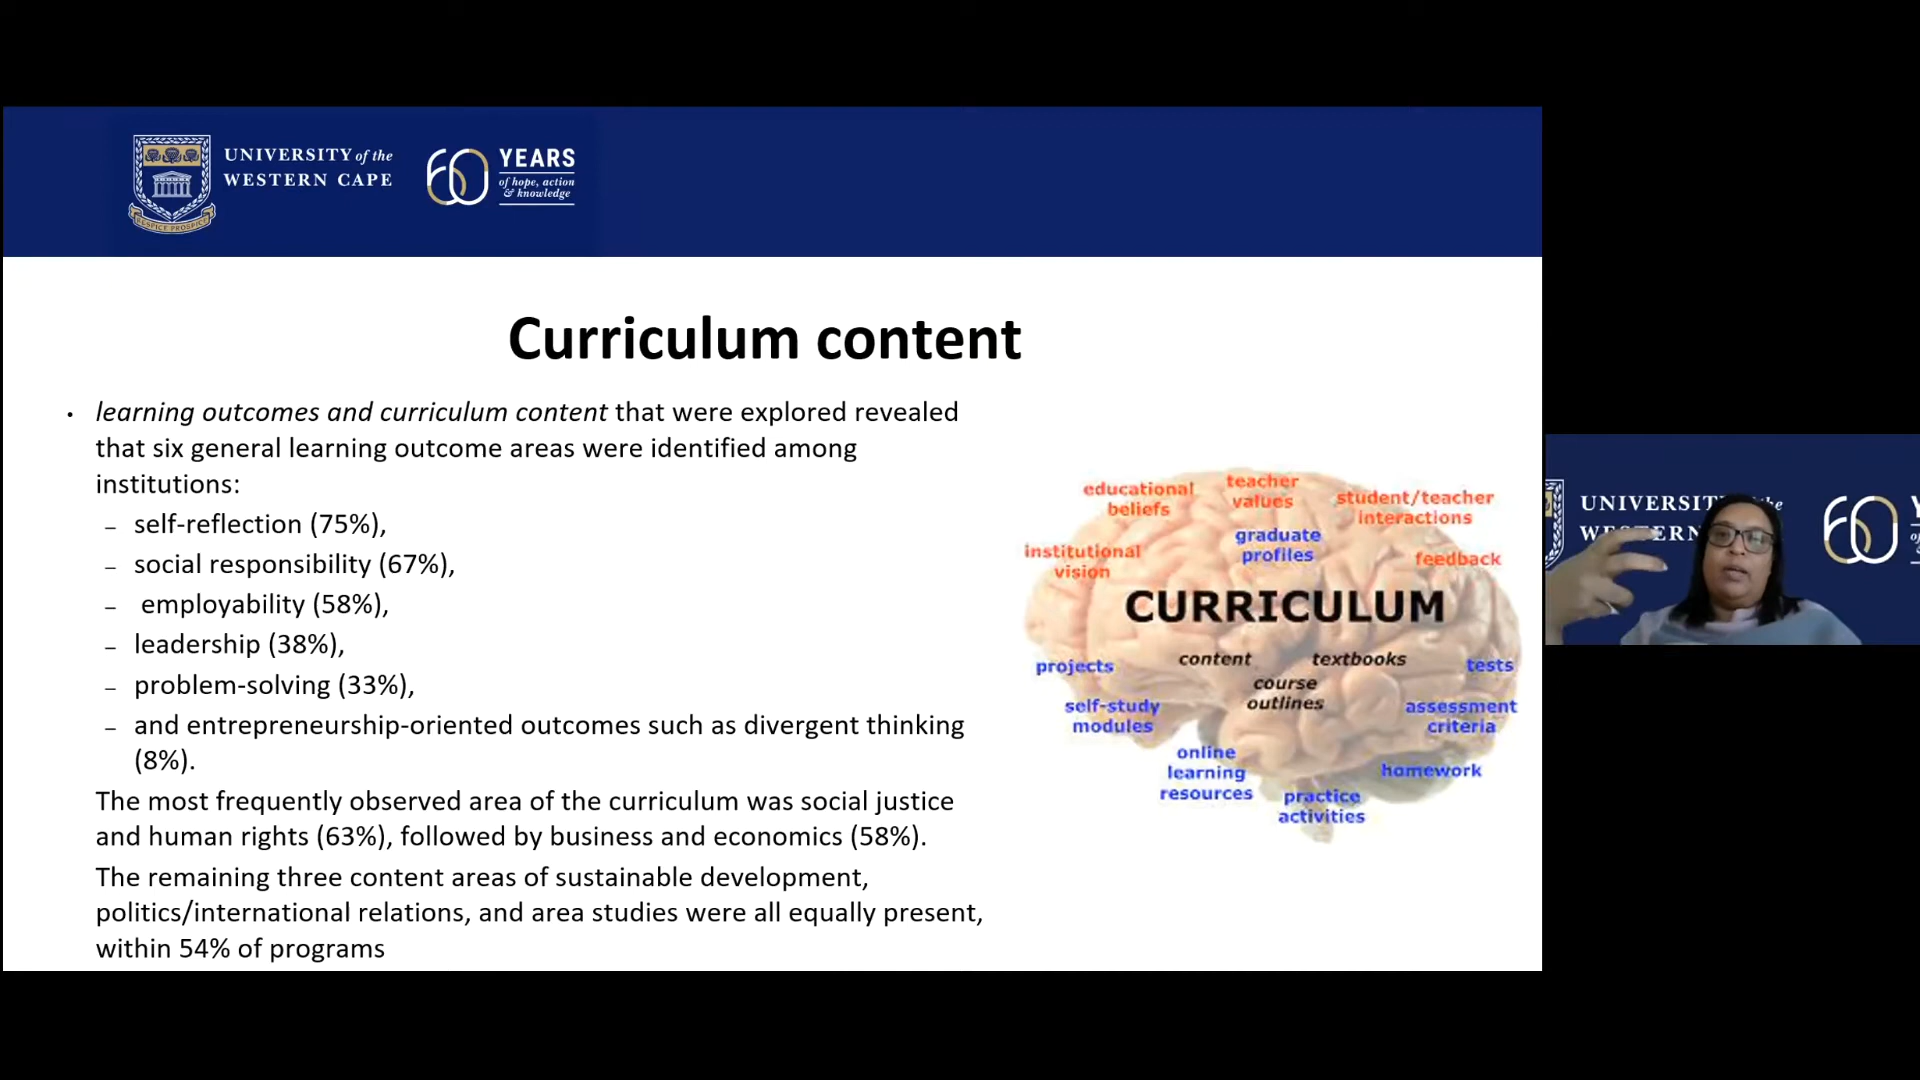 UNIVERSITY of the
WESTERN CAPE
60 YEARS
of hope, action
& knowledge
Curriculum content
• learning outcomes and curriculum content that were explored revealed
that six general learning outcome areas were identified among
institutions:
– self-reflection (75%),
– social responsibility (67%),
– employability (58%),
– leadership (38%),
– problem-solving (33%),
– and entrepreneurship-oriented outcomes such as divergent thinking
(8%).
The most frequently observed area of the curriculum was social justice
and human rights (63%), followed by business and economics (58%).
The remaining three content areas of sustainable development,
politics/international relations, and area studies were all equally present,
within 54% of programs
educational
beliefs
teacher
values
student/teacher
interactions
institutional
vision
graduate
profiles
feedback
CURRICULUM
projects
content
textbooks
tests
course
outlines
self-study
modules
assessment
criteria
online
learning
resources
homework
practice
activities
UNIVERSIT the
ERN
60